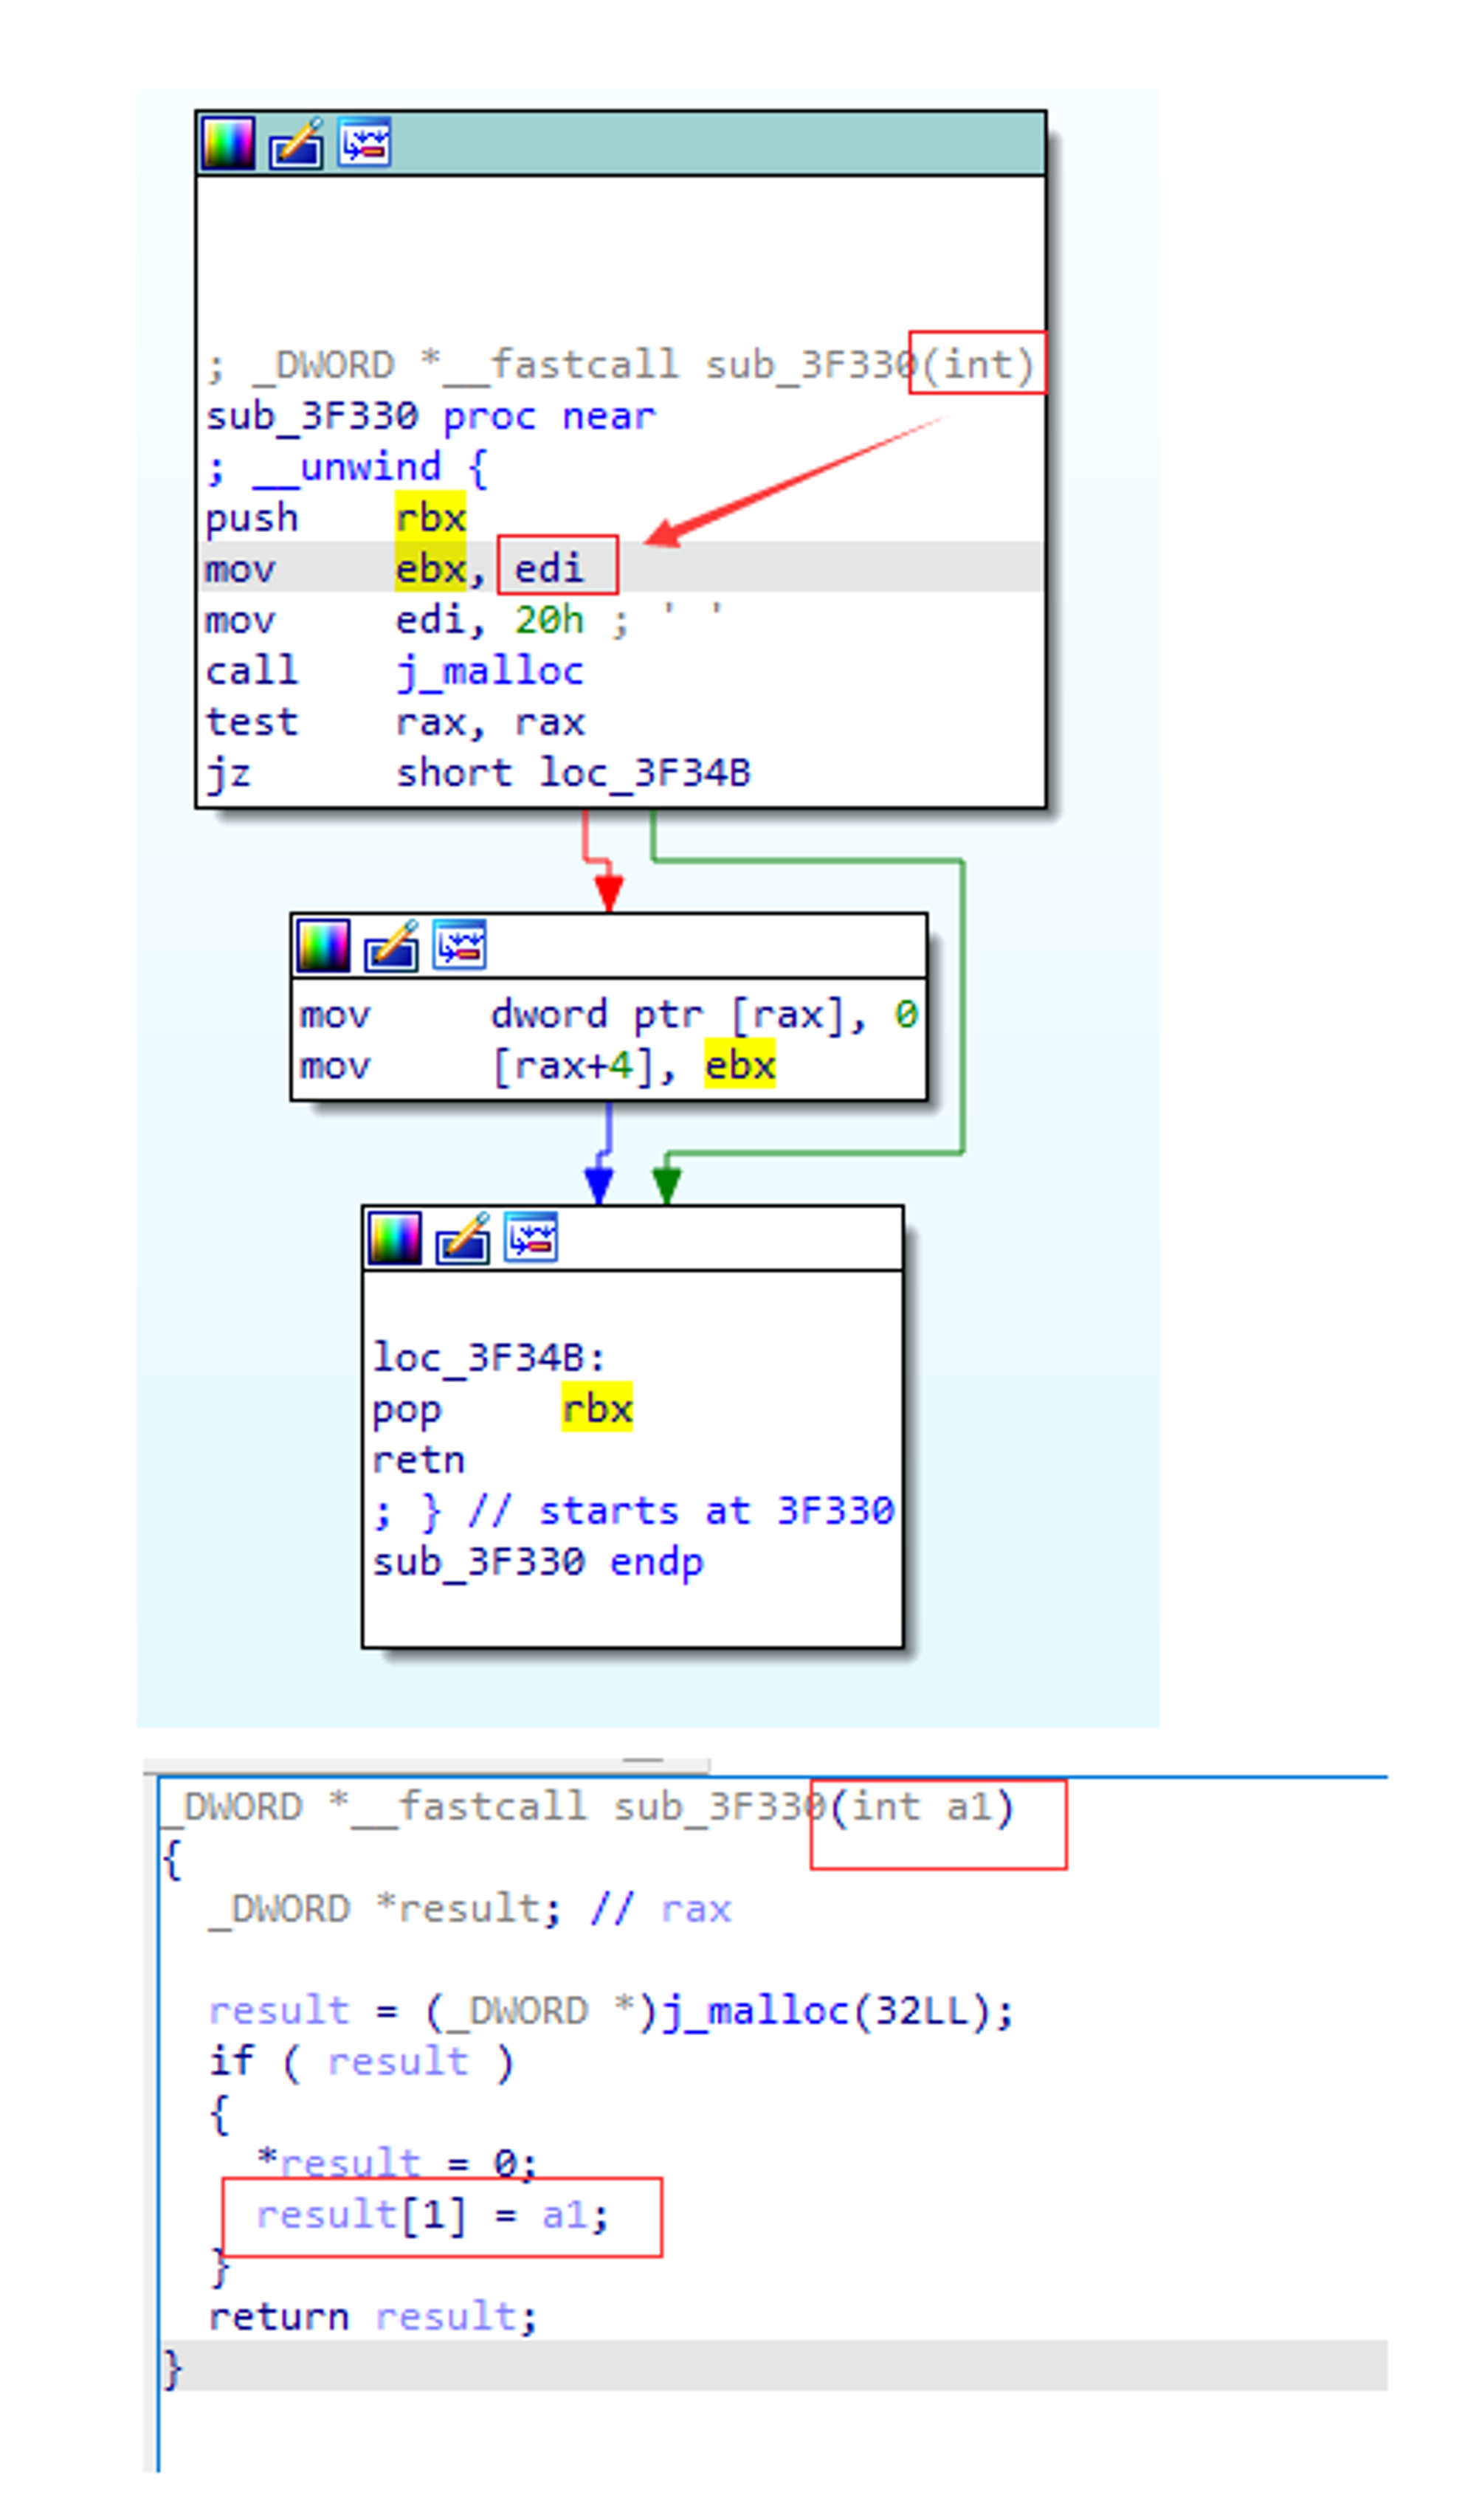 ; _DWORD *__fastcall sub_3F330(int)
sub_3F330 proc near
; __unwind {
push    rbx
mov     ebx, edi
mov     edi, 20h ; ' '
call    j_malloc
test    rax, rax
jz      short loc_3F34B
mov     dword ptr [rax], 0
mov     [rax+4], ebx
loc_3F34B:
pop     rbx
retn
; } // starts at 3F330
sub_3F330 endp
_DWORD *__fastcall sub_3F330(int a1)
{
  _DWORD *result; // rax
  result = (_DWORD *)j_malloc(32LL);
  if ( result )
  {
    *result = 0;
    result[1] = a1;
  }
  return result;
}